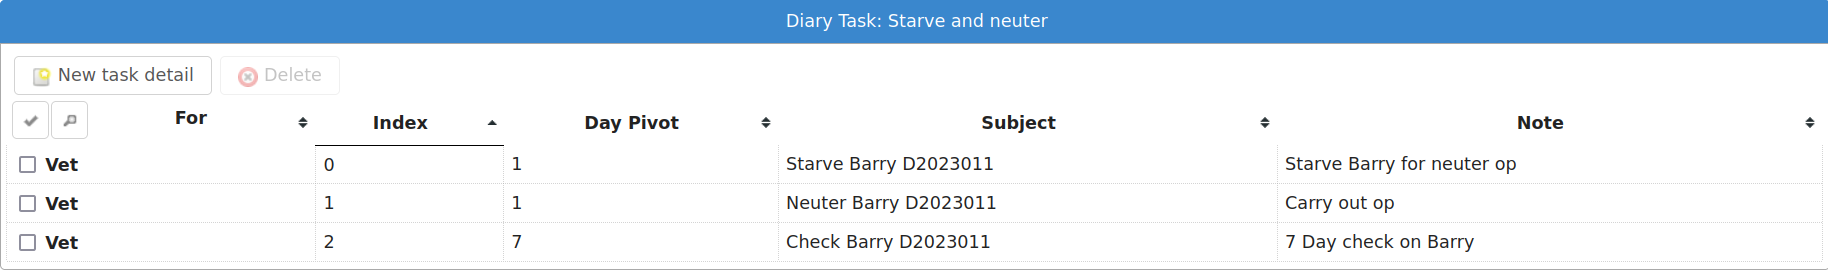 Diary Task: Starve and neuter
New task detail Delete
For Index Day Pivot Subject Note
Vet 0 1 Starve Barry D2023011 Starve Barry for neuter op
Vet 1 1 Neuter Barry D2023011 Carry out op
Vet 2 7 Check Barry D2023011 7 Day check on Barry